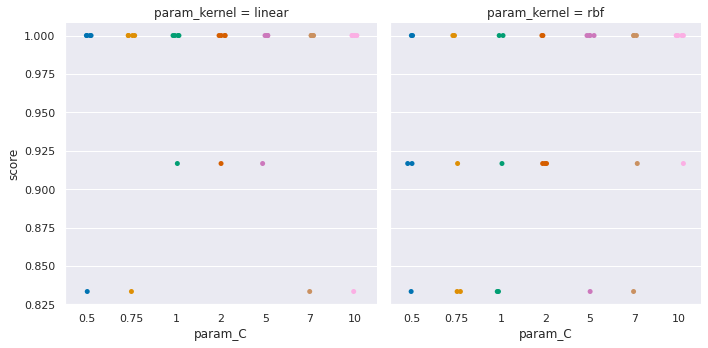 param_kernel = linear
param_kernel = rbf
1.000
0.975
0.950
0.925
0.900
0.875
0.850
0.825
score
0.5 0.75 1 2 5 7 10
0.5 0.75 1 2 5 7 10
param_C
param_C